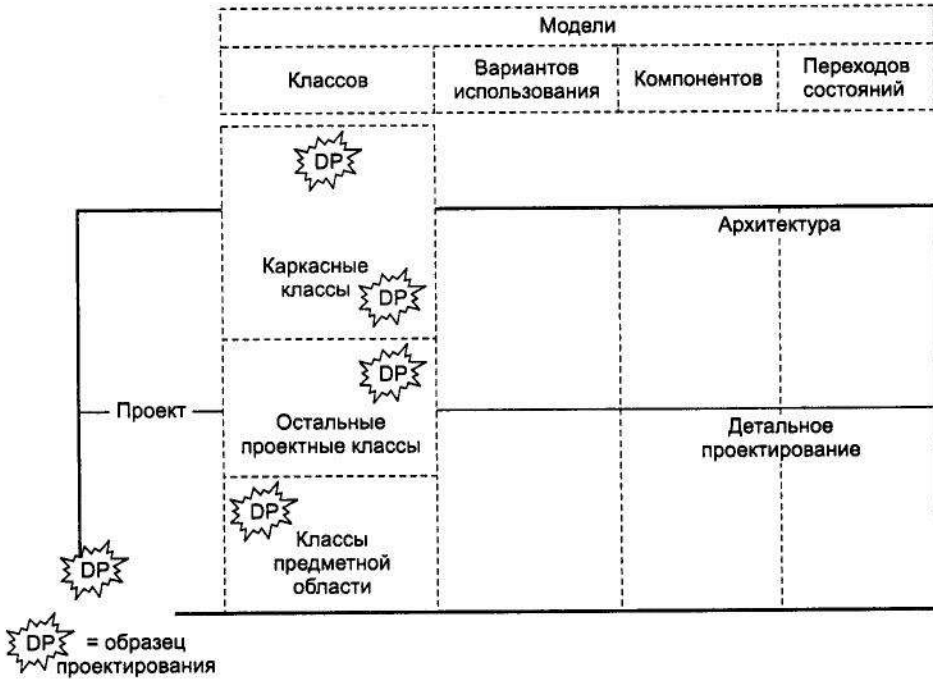 Модели
Классов
Вариантов
использования
Компонентов
Переходов
состояний
DP
Архитектура
Каркасные
классы
DP
DP
Проект
Остальные
проектные классы
Детальное
проектирование
DP
Классы
предметной
области
DP
DP = образец
проектирования